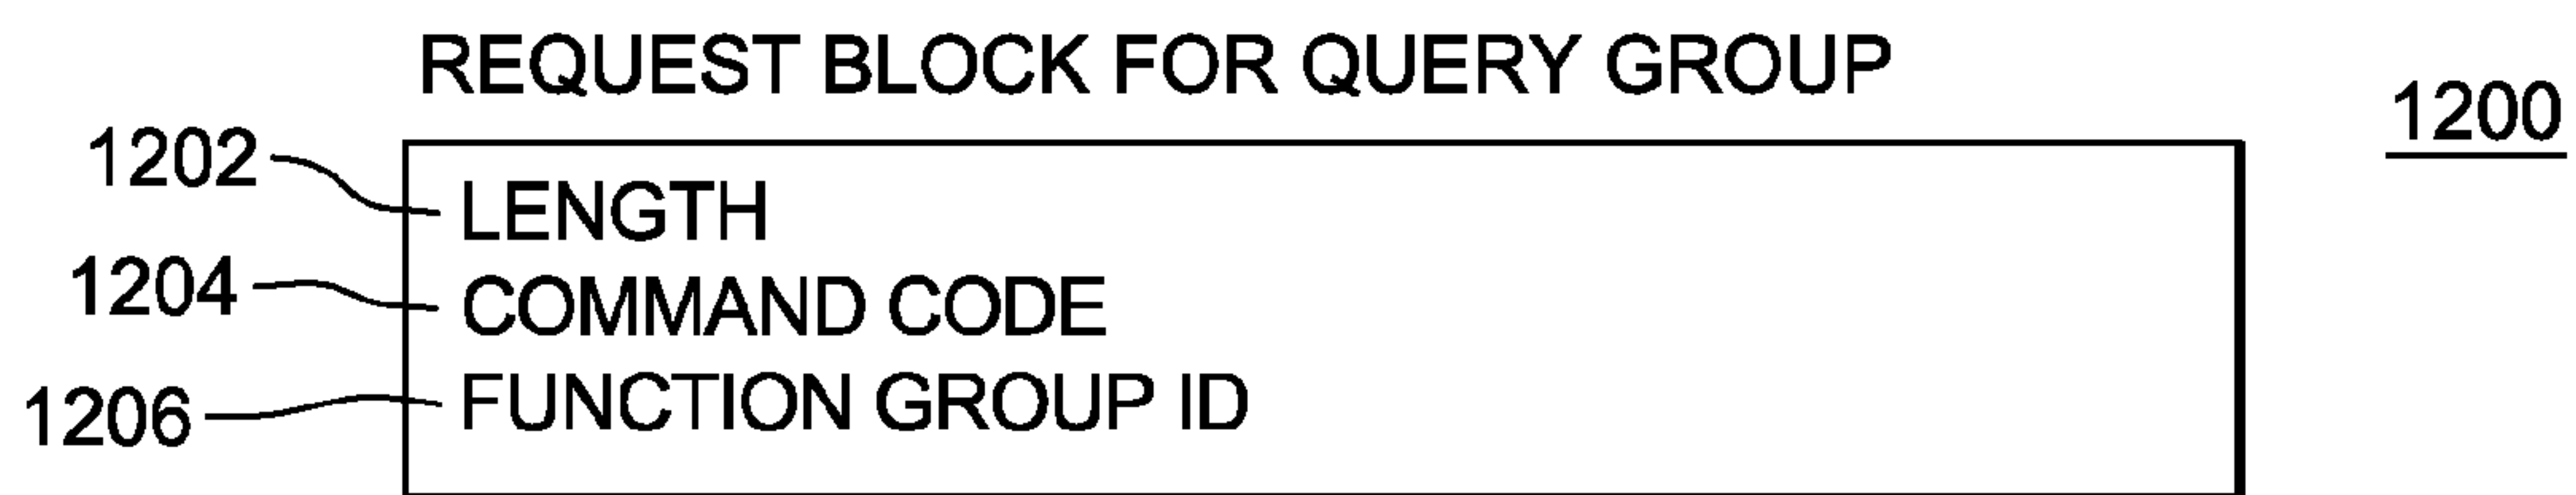 REQUEST BLOCK FOR QUERY GROUP
1200
1202 LENGTH
1204 COMMAND CODE
1206 FUNCTION GROUP ID